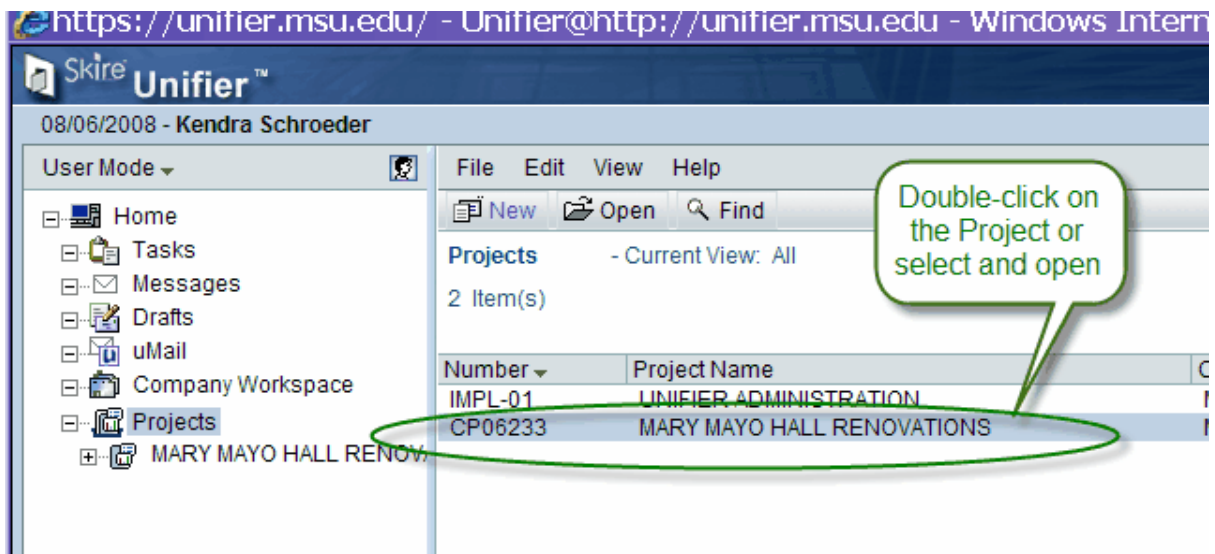 https://unifier.msu.edu/ - Unifier@http://unifier.msu.edu - Windows Intern
Skire Unifier™
08/06/2008 - Kendra Schroeder
User Mode
Home
Tasks
Messages
Drafts
uMail
Company Workspace
Projects
MARY MAYO HALL RENOV
File Edit View Help
New Open Find
Projects - Current View: All
2 Item(s)
Double-click on
the Project or
select and open
Number Project Name
IMPL-01 UNIFIER ADMINISTRATION
CP06233 MARY MAYO HALL RENOVATIONS